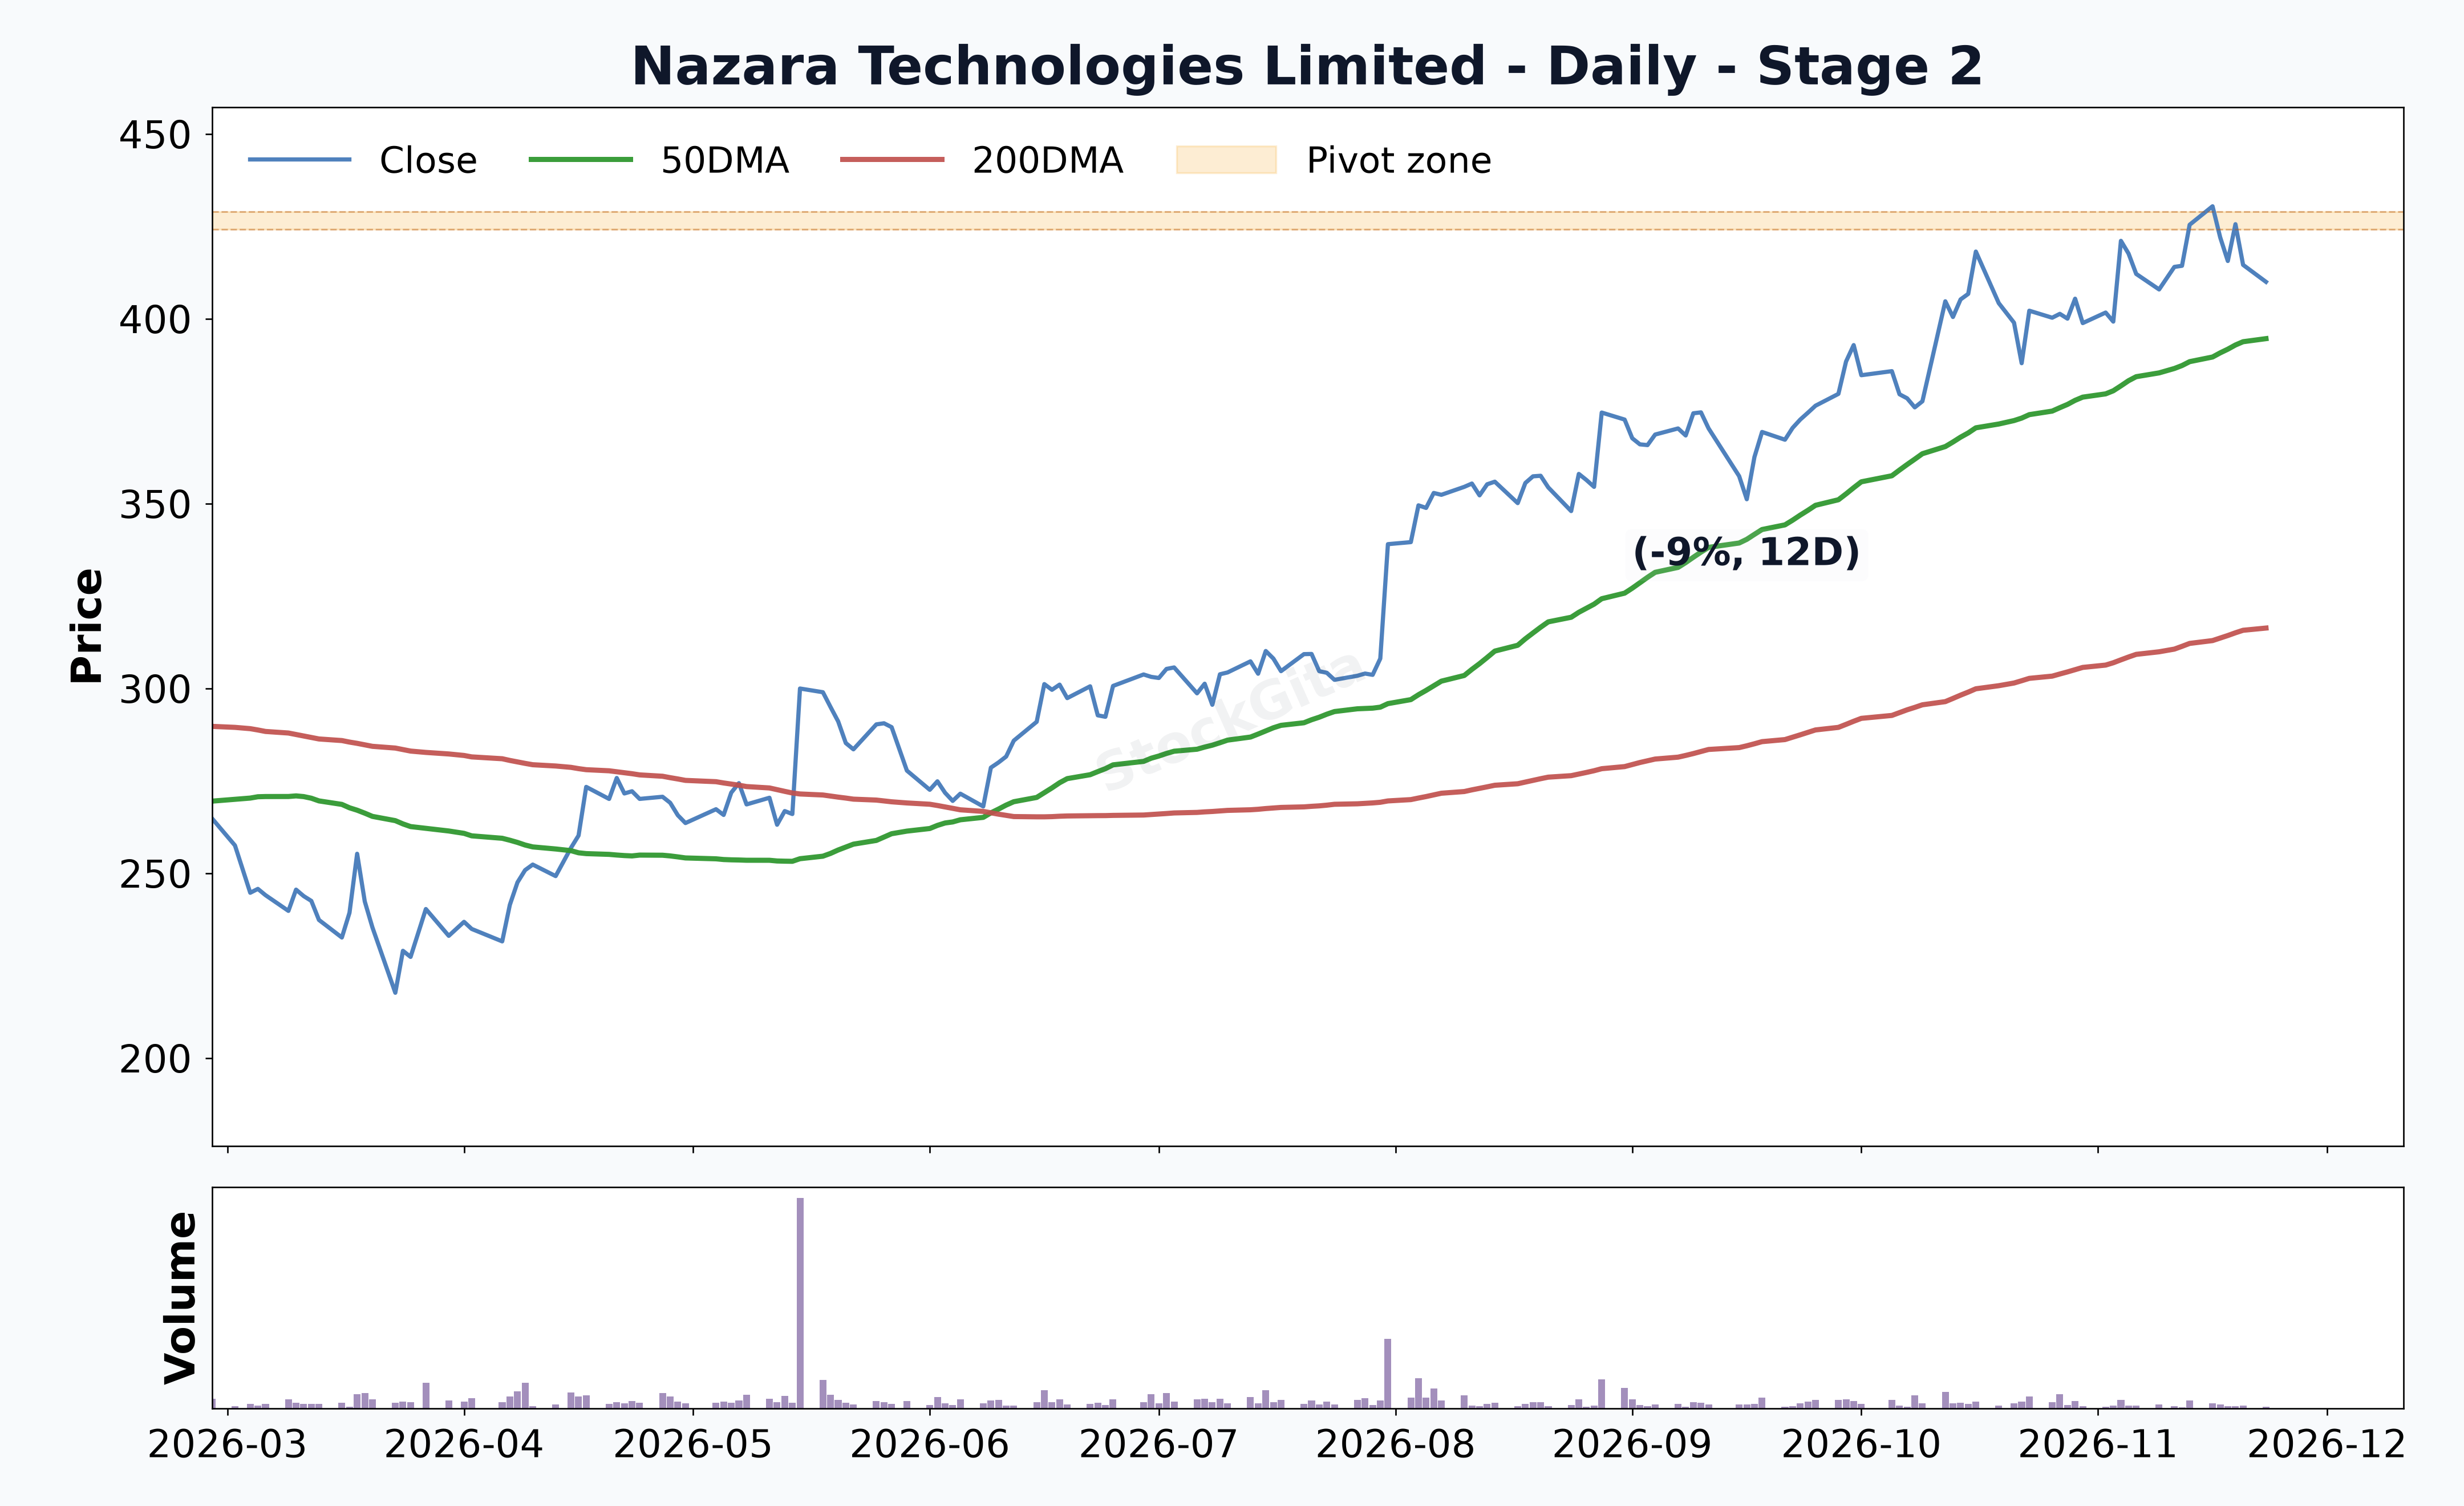 Nazara Technologies Limited - Daily - Stage 2
Close 50DMA 200DMA Pivot zone
450
400
350
300
250
200
Price
(-9%, 12D)
StockGita
Volume
2026-03 2026-04 2026-05 2026-06 2026-07 2026-08 2026-09 2026-10 2026-11 2026-12